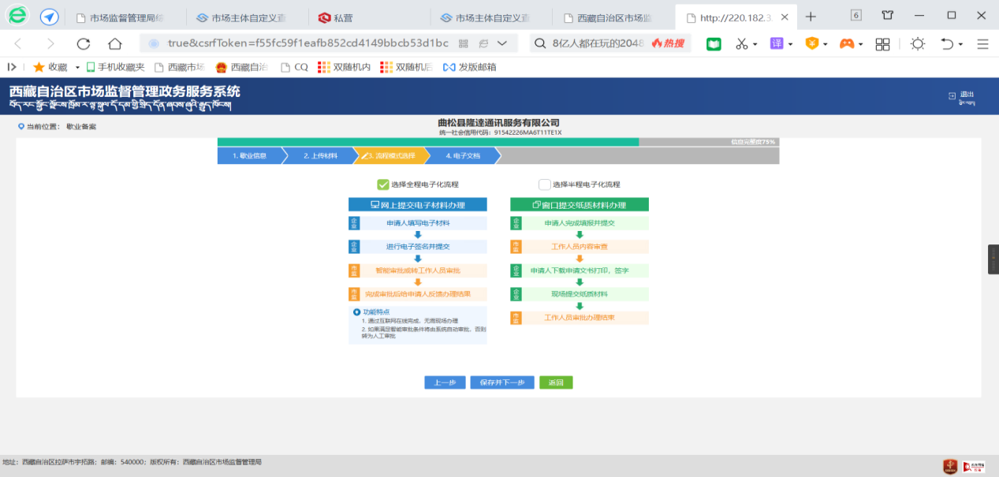 市场监督管理局综
市场主体自定义查
私营
市场主体自定义查
西藏自治区市场监
http://220.182.3.
6
true&csrfToken=f55fc59f1eafb852cd4149bbcb53d1bc
8亿人都在玩的2048
热搜
译
收藏
手机收藏夹
西藏市场
西藏自治
CQ
双随机内
双随机后
发版邮箱
西藏自治区市场监督管理政务服务系统
退出
当前位置： 歇业备案
曲松县隆逹通讯服务有限公司
统一社会信用代码：91542226MA6T11TE1X
信息完整度75%
1. 歇业信息
2. 上传材料
3. 流程模式选择
4. 电子文档
选择全程电子化流程
选择半程电子化流程
网上提交电子材料办理
窗口提交纸质材料办理
企业 申请人填写电子材料
企业 申请人完成填报并提交
企业 进行电子签名并提交
市监 工作人员内容审查
市监 智能审批或转工作人员审批
企业 申请人下载申请文书打印、签字
市监 完成审批后给申请人反馈办理结果
企业 现场提交纸质材料
市监 工作人员审批办理结束
功能特点
1. 通过互联网在线完成、无需现场办理
2. 如果满足智能审批条件将由系统自动审批，否则
转为人工审批
上一步
保存并下一步
返回
地址：西藏自治区拉萨市宇拓路；邮编：540000；版权所有：西藏自治区市场监督管理局